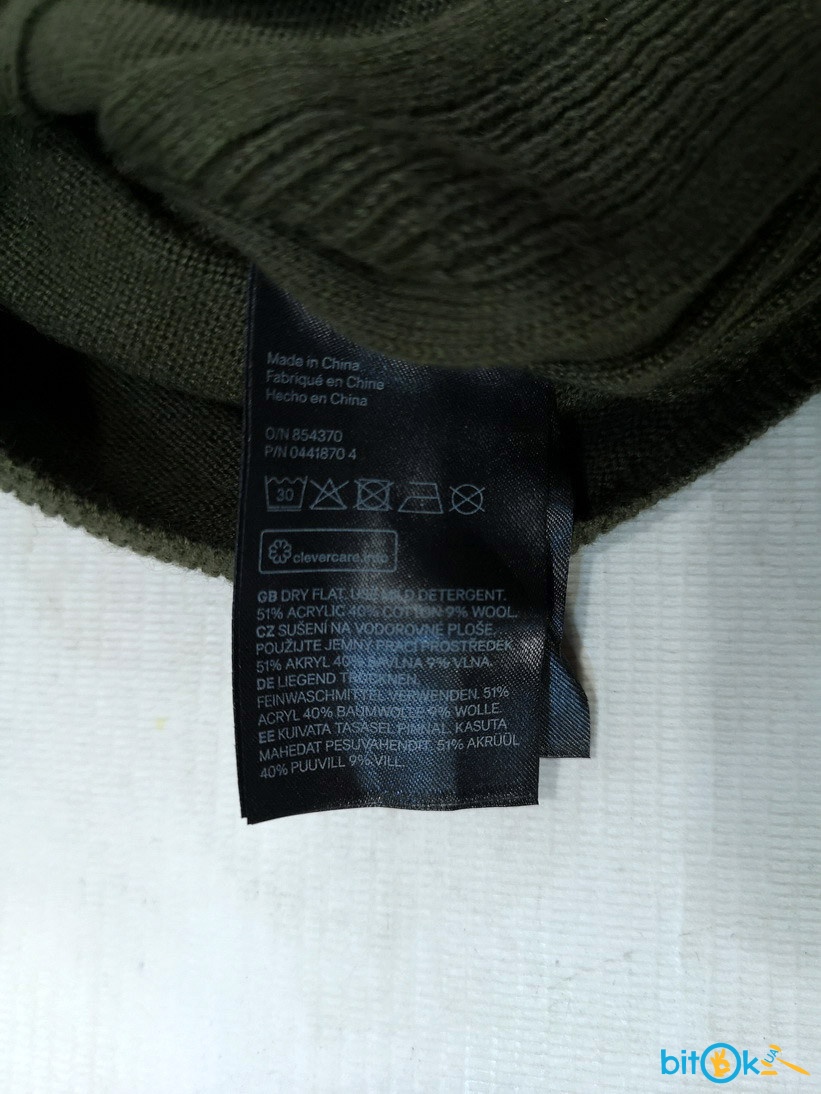 Made in China
Fabriqué en Chine
Hecho en China
O/N 854370
P/N 0441870 4
30
clevercare.info
GB DRY FLAT. USE MILD DETERGENT.
51% ACRYLIC 40% COTTON 9% WOOL.
CZ SUŠENÍ NA VODOROVNÉ PLOŠE.
POUŽIJTE JEMNÝ PRACÍ PROSTŘEDEK.
51% AKRYL 40% BAVLNA 9% VLNA.
DE LIEGEND TROCKNEN.
FEINWASCHMITTEL VERWENDEN. 51%
ACRYL 40% BAUMWOLLE 9% WOLLE.
EE KUIVATA TASASEL PINNAL. KASUTA
MAHEDAT PESUVAHENDIT. 51% AKRÜÜL
40% PUUVILL 9% VILL.
bitOk UA